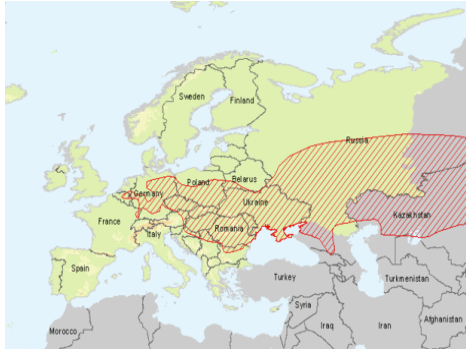 Sweden
Finland
Russia
Poland
Belarus
Germany
Ukraine
France
Kazakhstan
Romania
Italy
Spain
Turkey
Turkmenistan
Syria
Iraq
Iran
Afghanistan
Morocco